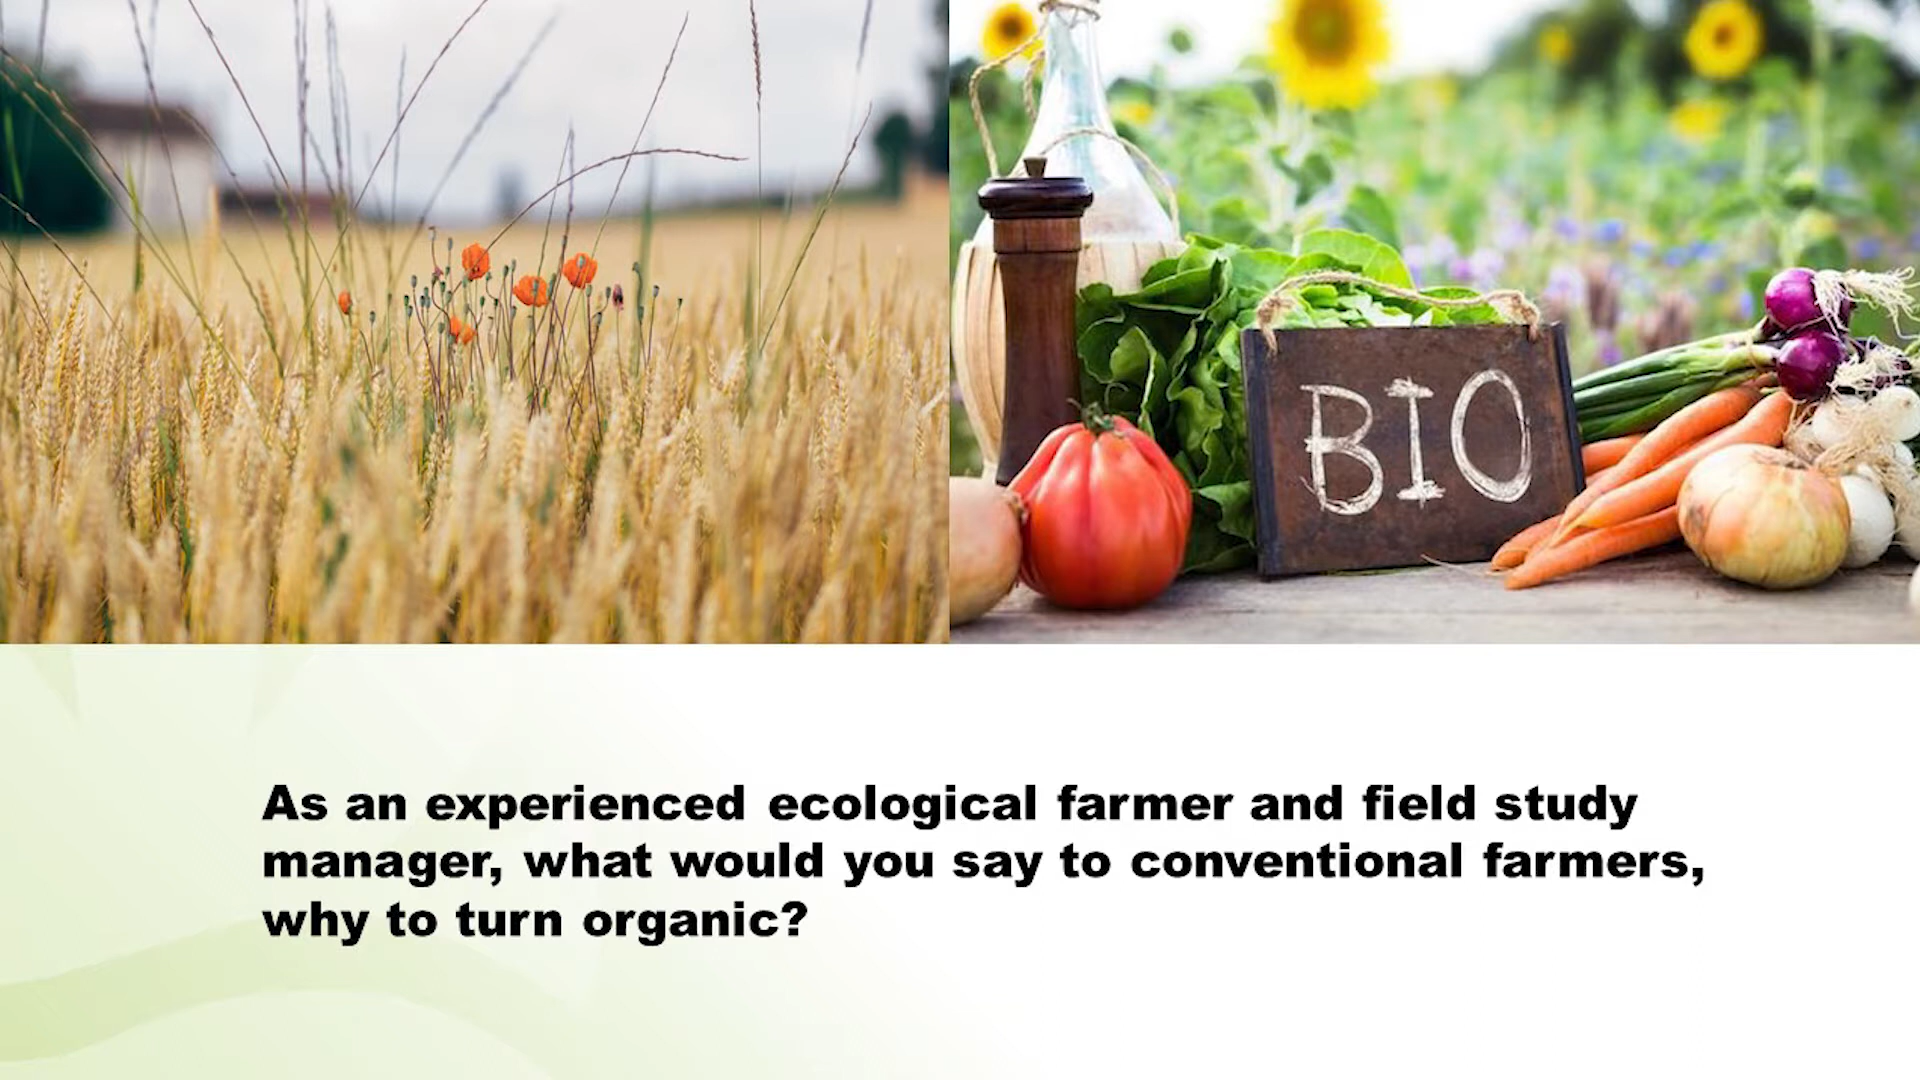 BIO
As an experienced ecological farmer and field study
manager, what would you say to conventional farmers,
why to turn organic?